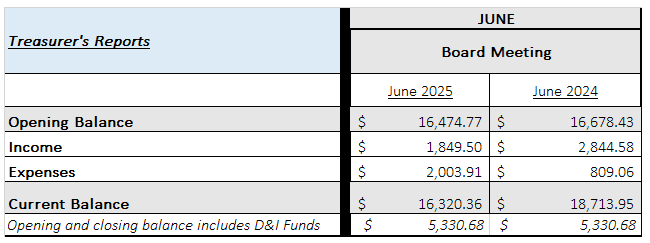 JUNE
Treasurer's Reports
Board Meeting
June 2025 June 2024
Opening Balance $ 16,474.77 $ 16,678.43
Income $ 1,849.50 $ 2,844.58
Expenses $ 2,003.91 $ 809.06
Current Balance $ 16,320.36 $ 18,713.95
Opening and closing balance includes D&I Funds $ 5,330.68 $ 5,330.68